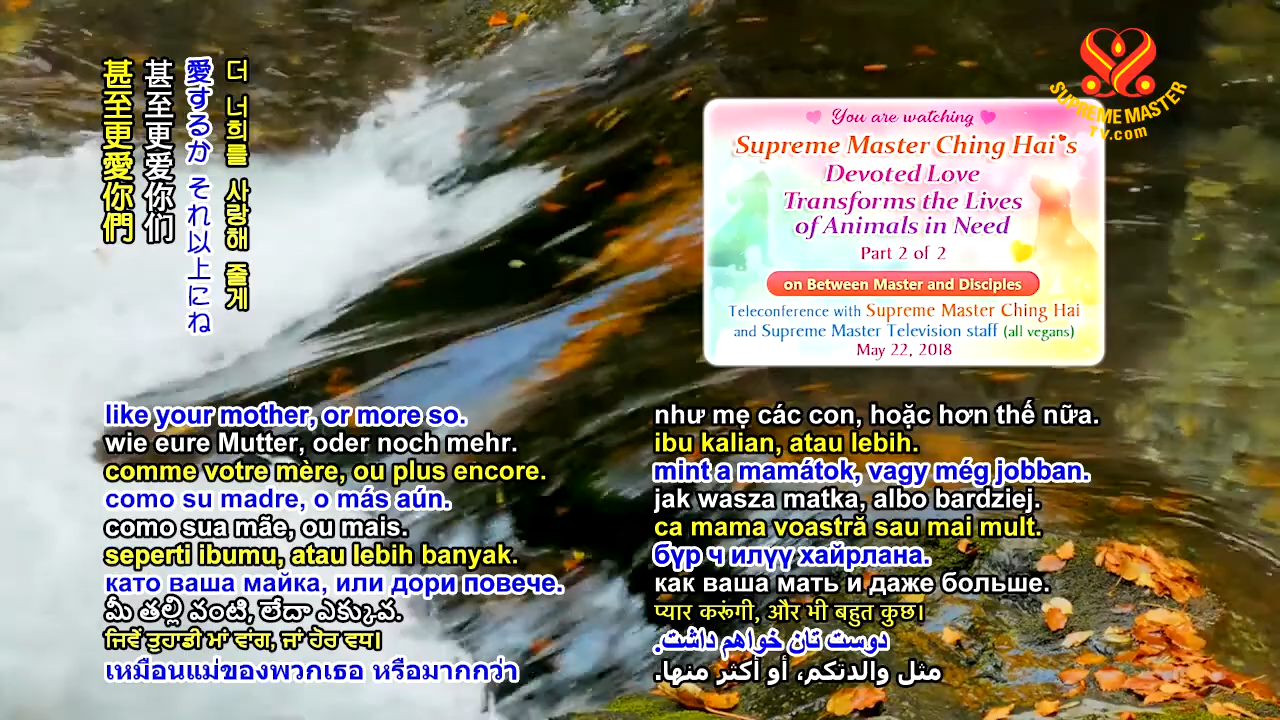 甚至更愛你們
甚至更爱你们
愛するか それ以上にね
더 너희를 사랑해 줄게
SUPREME MASTER
TV.com
You are watching
Supreme Master Ching Hai's
Devoted Love
Transforms the Lives
of Animals in Need
Part 2 of 2
on Between Master and Disciples
Teleconference with Supreme Master Ching Hai
and Supreme Master Television staff (all vegans)
May 22, 2018
like your mother, or more so.
wie eure Mutter, oder noch mehr.
comme votre mère, ou plus encore.
como su madre, o más aún.
como sua mãe, ou mais.
seperti ibumu, atau lebih banyak.
като ваша майка, или дори повече.
మీ తల్లి వంటి, లేదా ఎక్కువ.
ਜਿਵੇਂ ਤੁਹਾਡੀ ਮਾਂ ਵਾਂਗ, ਜਾਂ ਹੋਰ ਵਧ।
เหมือนแม่ของพวกเธอ หรือมากกว่า
như mẹ các con, hoặc hơn thế nữa.
ibu kalian, atau lebih.
mint a mamátok, vagy még jobban.
jak wasza matka, albo bardziej.
ca mama voastră sau mai mult.
бүр ч илүү хайрлана.
как ваша мать и даже больше.
प्यार करूंगी, और भी बहुत कुछ।
دوست تان خواهم داشت.
مثل والدتكم، أو أكثر منها.